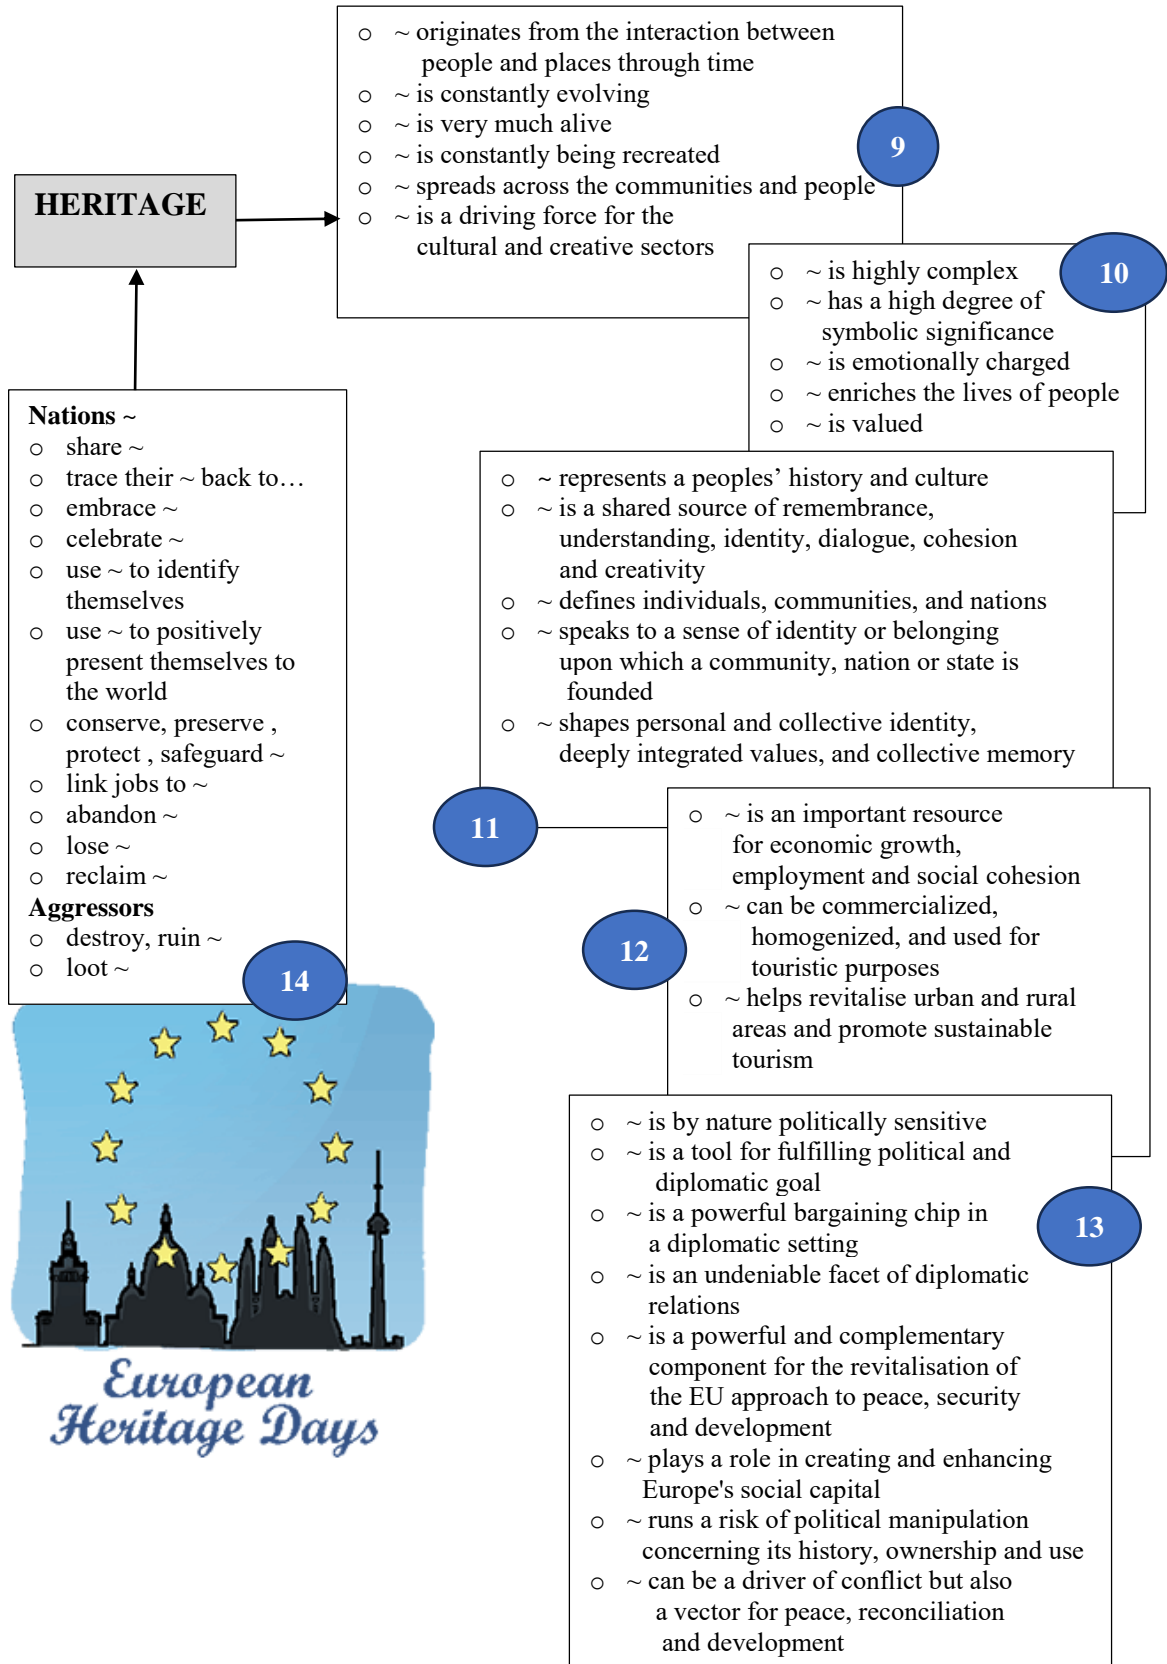 ○ ~ originates from the interaction between
people and places through time
○ ~ is constantly evolving
○ ~ is very much alive
○ ~ is constantly being recreated
○ ~ spreads across the communities and people
○ ~ is a driving force for the
cultural and creative sectors
9
HERITAGE
○ ~ is highly complex
○ ~ has a high degree of
symbolic significance
○ ~ is emotionally charged
○ ~ enriches the lives of people
○ ~ is valued
10
○ ~ represents a peoples’ history and culture
○ ~ is a shared source of remembrance,
understanding, identity, dialogue, cohesion
and creativity
○ ~ defines individuals, communities, and nations
○ ~ speaks to a sense of identity or belonging
upon which a community, nation or state is
founded
○ ~ shapes personal and collective identity,
deeply integrated values, and collective memory
11
○ ~ is an important resource
for economic growth,
employment and social cohesion
○ ~ can be commercialized,
homogenized, and used for
touristic purposes
○ ~ helps revitalise urban and rural
areas and promote sustainable
tourism
12
○ ~ is by nature politically sensitive
○ ~ is a tool for fulfilling political and
diplomatic goal
○ ~ is a powerful bargaining chip in
a diplomatic setting
○ ~ is an undeniable facet of diplomatic
relations
○ ~ is a powerful and complementary
component for the revitalisation of
the EU approach to peace, security
and development
○ ~ plays a role in creating and enhancing
Europe's social capital
○ ~ runs a risk of political manipulation
concerning its history, ownership and use
○ ~ can be a driver of conflict but also
a vector for peace, reconciliation
and development
13
Nations ~
○ share ~
○ trace their ~ back to…
○ embrace ~
○ celebrate ~
○ use ~ to identify
themselves
○ use ~ to positively
present themselves to
the world
○ conserve, preserve ,
protect , safeguard ~
○ link jobs to ~
○ abandon ~
○ lose ~
○ reclaim ~
Aggressors
○ destroy, ruin ~
○ loot ~
14
European
Heritage Days